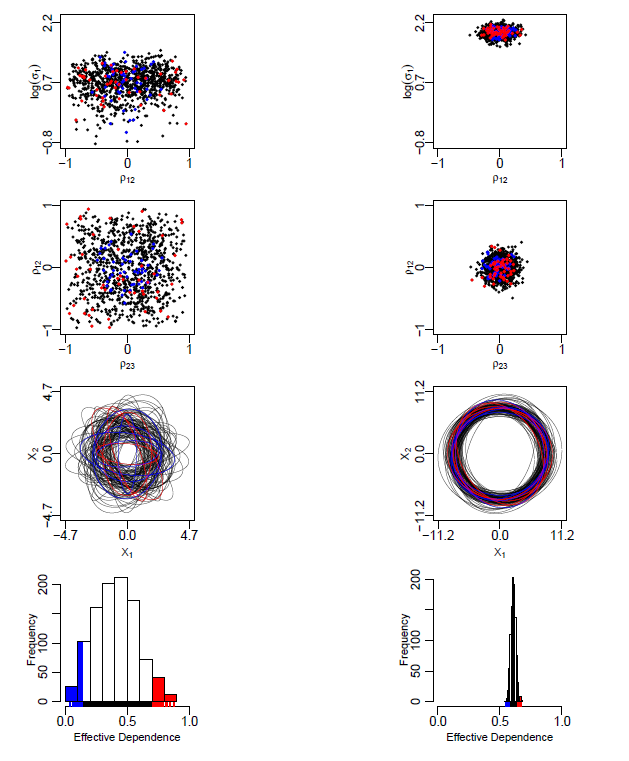 2.2
0.7
−0.8
log(σ₁)
−1 0 1
ρ₁₂
2.2
0.7
−0.8
log(σ₁)
−1 0 1
ρ₁₂
1
0
−1
ρ₁₂
−1 0 1
ρ₂₃
1
0
−1
ρ₁₂
−1 0 1
ρ₂₃
4.7
0.0
−4.7
X₂
−4.7 0.0 4.7
X₁
11.2
0.0
−11.2
X₂
−11.2 0.0 11.2
X₁
200
100
50
0
Frequency
0.0 0.5 1.0
Effective Dependence
200
100
50
0
Frequency
0.0 0.5 1.0
Effective Dependence